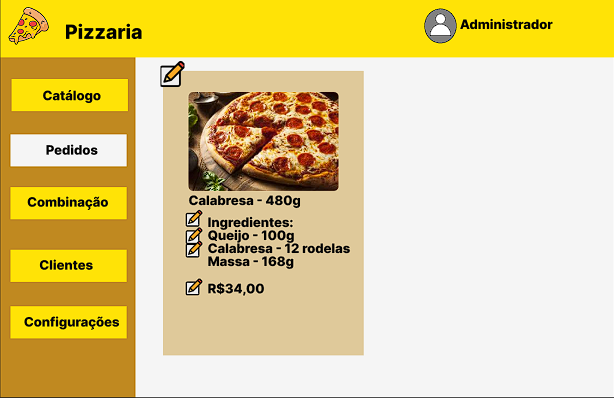 Pizzaria
Administrador
Catálogo
Pedidos
Combinação
Clientes
Configurações
Calabresa - 480g
Ingredientes:
Queijo - 100g
Calabresa - 12 rodelas
Massa - 168g
R$34,00